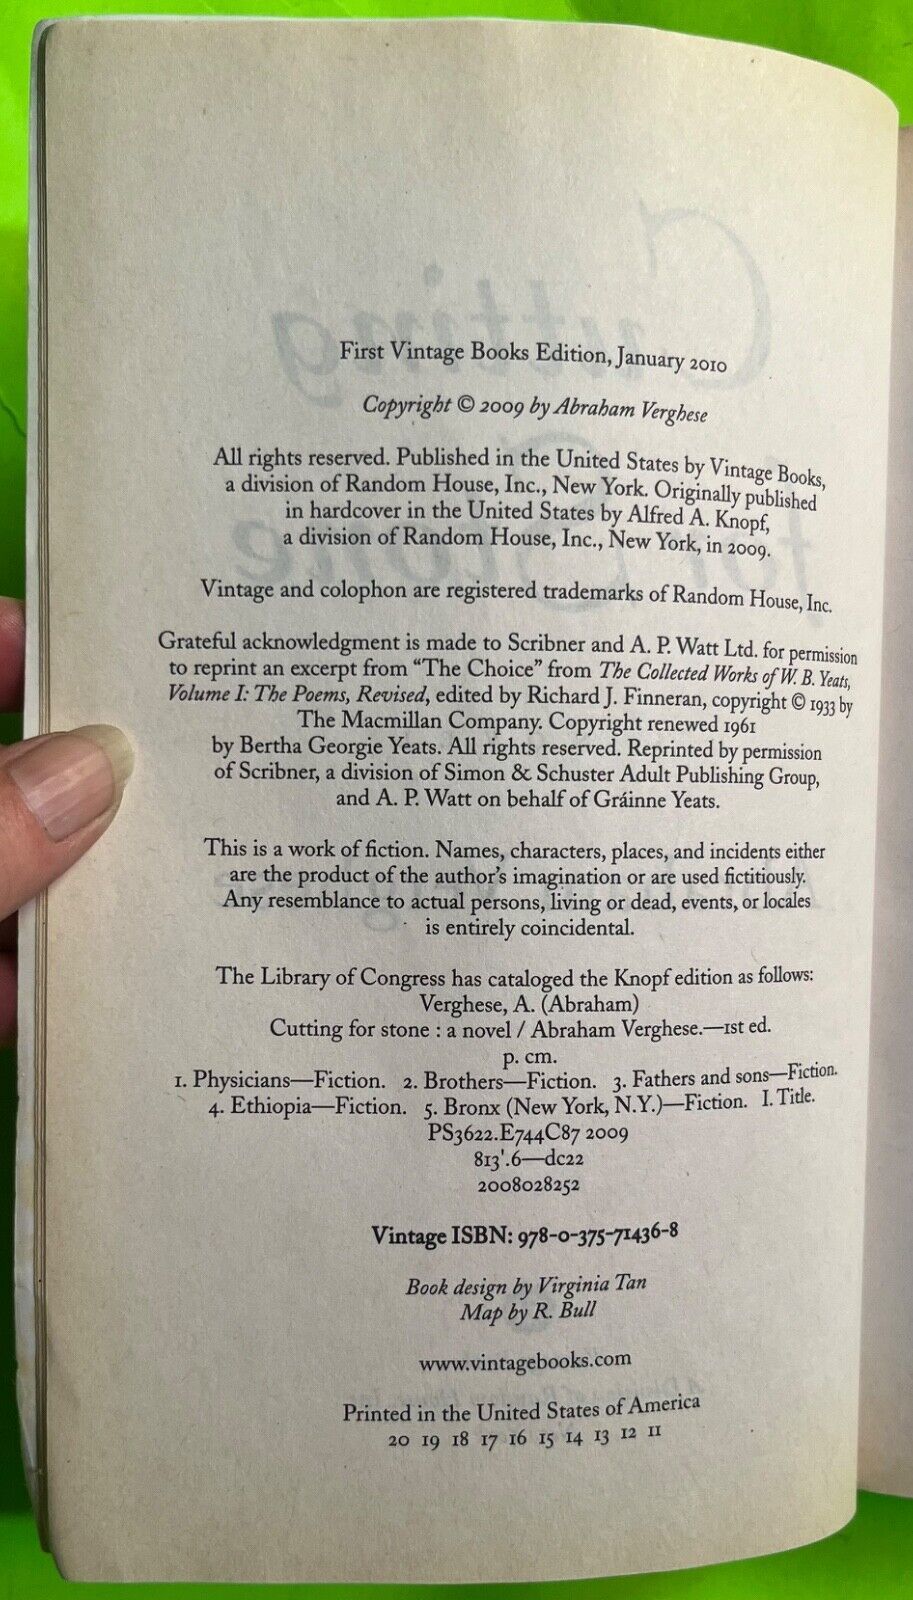 First Vintage Books Edition, January 2010
Copyright © 2009 by Abraham Verghese
All rights reserved. Published in the United States by Vintage Books,
a division of Random House, Inc., New York. Originally published
in hardcover in the United States by Alfred A. Knopf,
a division of Random House, Inc., New York, in 2009.
Vintage and colophon are registered trademarks of Random House, Inc.
Grateful acknowledgment is made to Scribner and A. P. Watt Ltd. for permission
to reprint an excerpt from “The Choice” from The Collected Works of W. B. Yeats,
Volume I: The Poems, Revised, edited by Richard J. Finneran, copyright © 1933 by
The Macmillan Company. Copyright renewed 1961
by Bertha Georgie Yeats. All rights reserved. Reprinted by permission
of Scribner, a division of Simon & Schuster Adult Publishing Group,
and A. P. Watt on behalf of Gráinne Yeats.
This is a work of fiction. Names, characters, places, and incidents either
are the product of the author’s imagination or are used fictitiously.
Any resemblance to actual persons, living or dead, events, or locales
is entirely coincidental.
The Library of Congress has cataloged the Knopf edition as follows:
Verghese, A. (Abraham)
Cutting for stone : a novel / Abraham Verghese.—1st ed.
p. cm.
1. Physicians—Fiction. 2. Brothers—Fiction. 3. Fathers and sons—Fiction.
4. Ethiopia—Fiction. 5. Bronx (New York, N.Y.)—Fiction. I. Title.
PS3622.E744C87 2009
813'.6—dc22
2008028252
Vintage ISBN: 978-0-375-71436-8
Book design by Virginia Tan
Map by R. Bull
www.vintagebooks.com
Printed in the United States of America
20 19 18 17 16 15 14 13 12 11